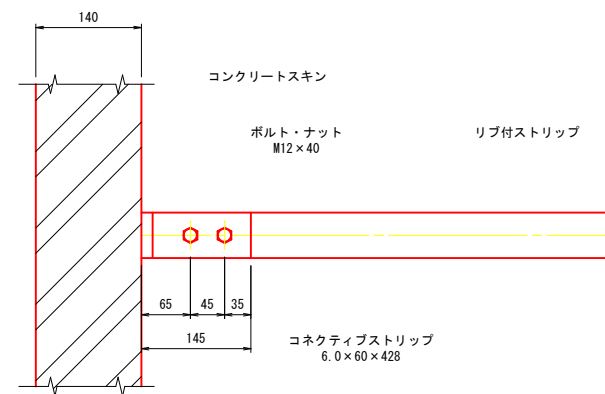 140
コンクリートスキン
ボルト・ナット
M12×40
リブ付ストリップ
65
45
35
145
コネクティブストリップ
6.0×60×428